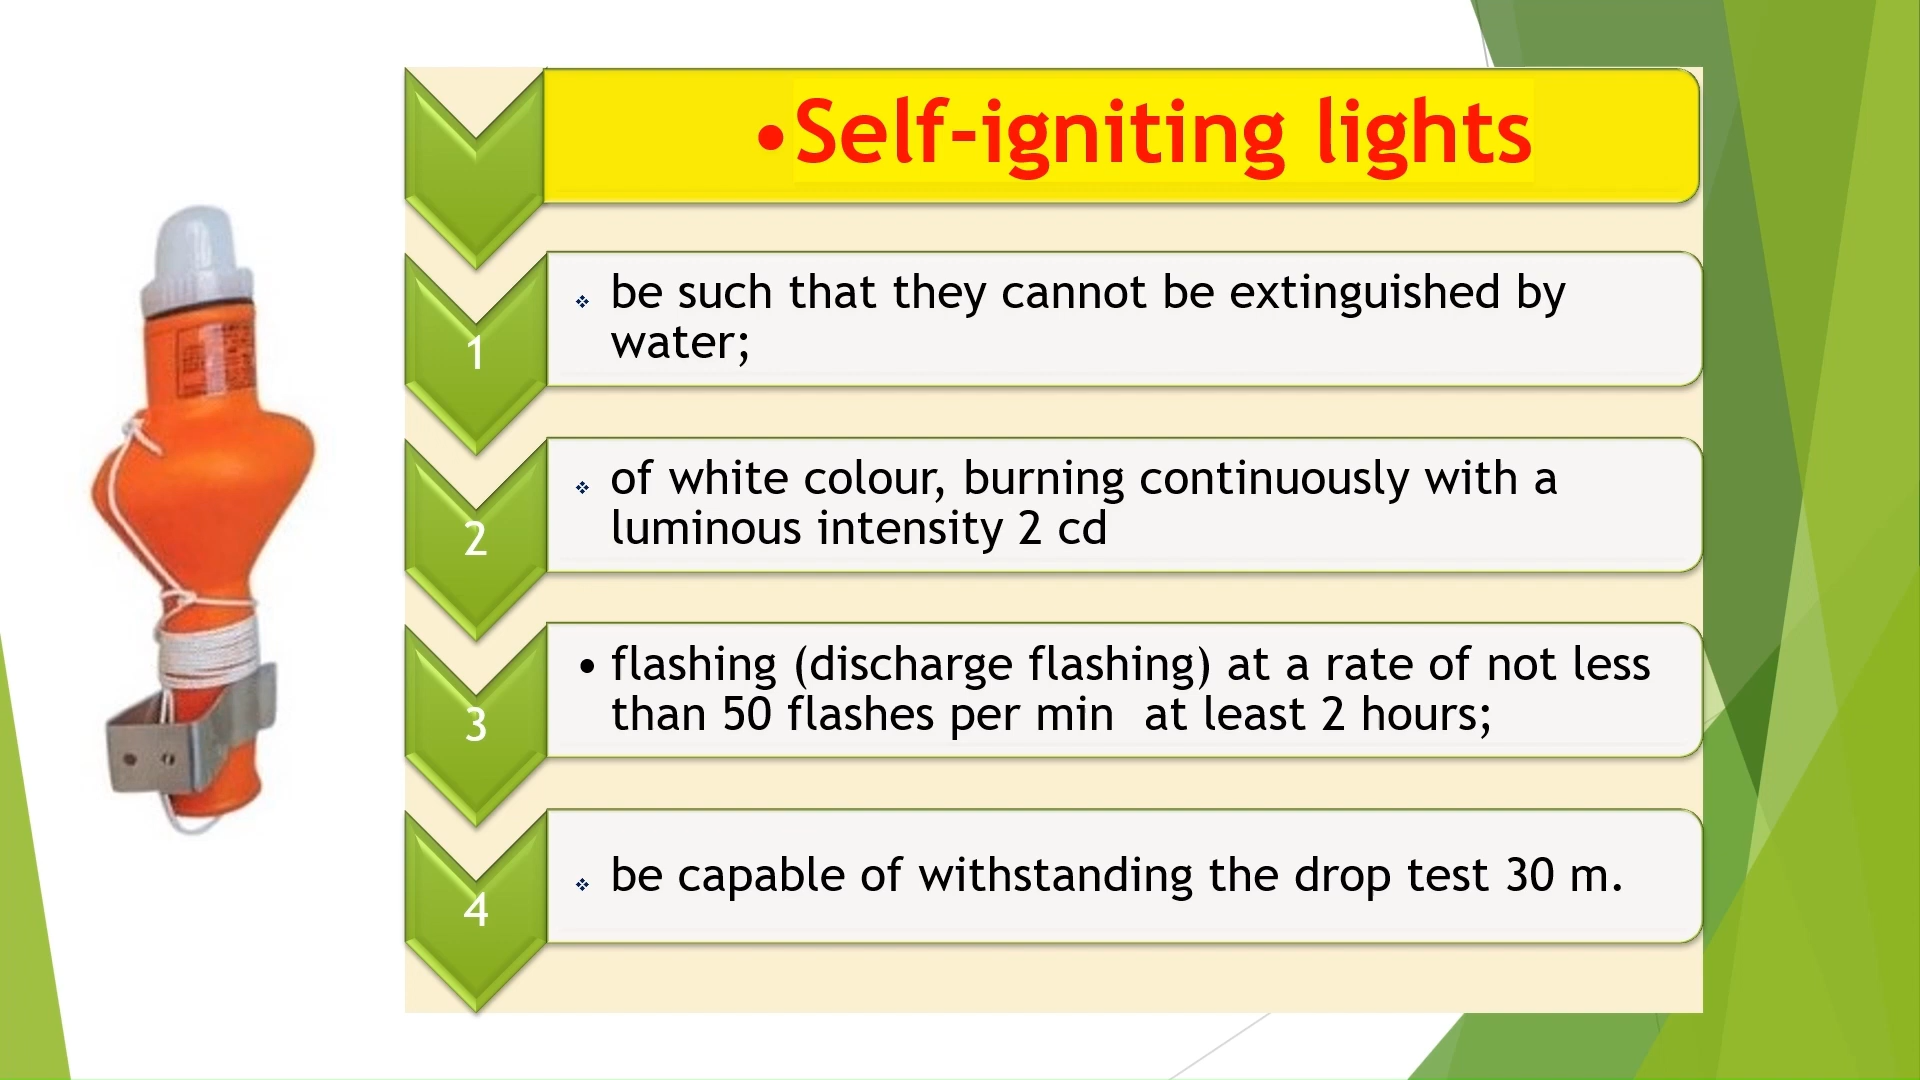 •Self-igniting lights
1
❖ be such that they cannot be extinguished by
water;
2
❖ of white colour, burning continuously with a
luminous intensity 2 cd
3
• flashing (discharge flashing) at a rate of not less
than 50 flashes per min  at least 2 hours;
4
❖ be capable of withstanding the drop test 30 m.